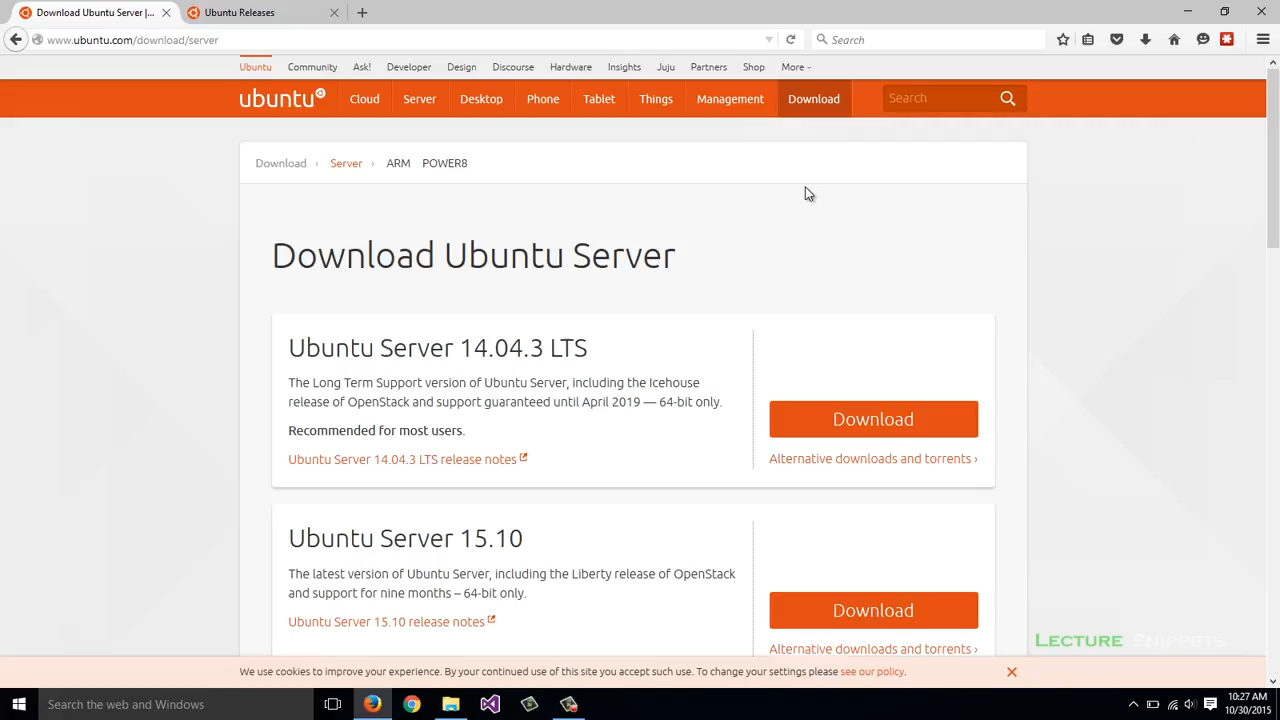 Download Ubuntu Server |...
Ubuntu Releases
www.ubuntu.com/download/server
Search
Ubuntu Community Ask! Developer Design Discourse Hardware Insights Juju Partners Shop More
ubuntu Cloud Server Desktop Phone Tablet Things Management Download Search
Download › Server › ARM POWER8
Download Ubuntu Server
Ubuntu Server 14.04.3 LTS
The Long Term Support version of Ubuntu Server, including the Icehouse
release of OpenStack and support guaranteed until April 2019 — 64-bit only.
Recommended for most users.
Ubuntu Server 14.04.3 LTS release notes
Download
Alternative downloads and torrents ›
Ubuntu Server 15.10
The latest version of Ubuntu Server, including the Liberty release of OpenStack
and support for nine months – 64-bit only.
Ubuntu Server 15.10 release notes
Download
Alternative downloads and torrents ›
LECTURE SNIPPETS
We use cookies to improve your experience. By your continued use of this site you accept such use. To change your settings please see our policy.
Search the web and Windows
10:27 AM
10/30/2015